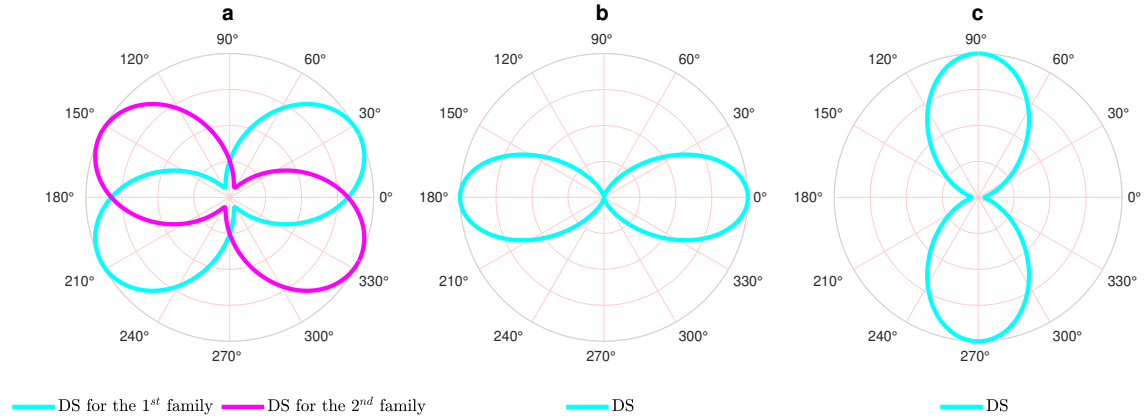 a b c
90° 90° 90°
120° 60° 120° 60° 120° 60°
150° 30° 150° 30° 150° 30°
180° 0° 180° 0° 180° 0°
210° 330° 210° 330° 210° 330°
240° 300° 240° 300° 240° 300°
270° 270° 270°
DS for the 1st family DS for the 2nd family DS DS